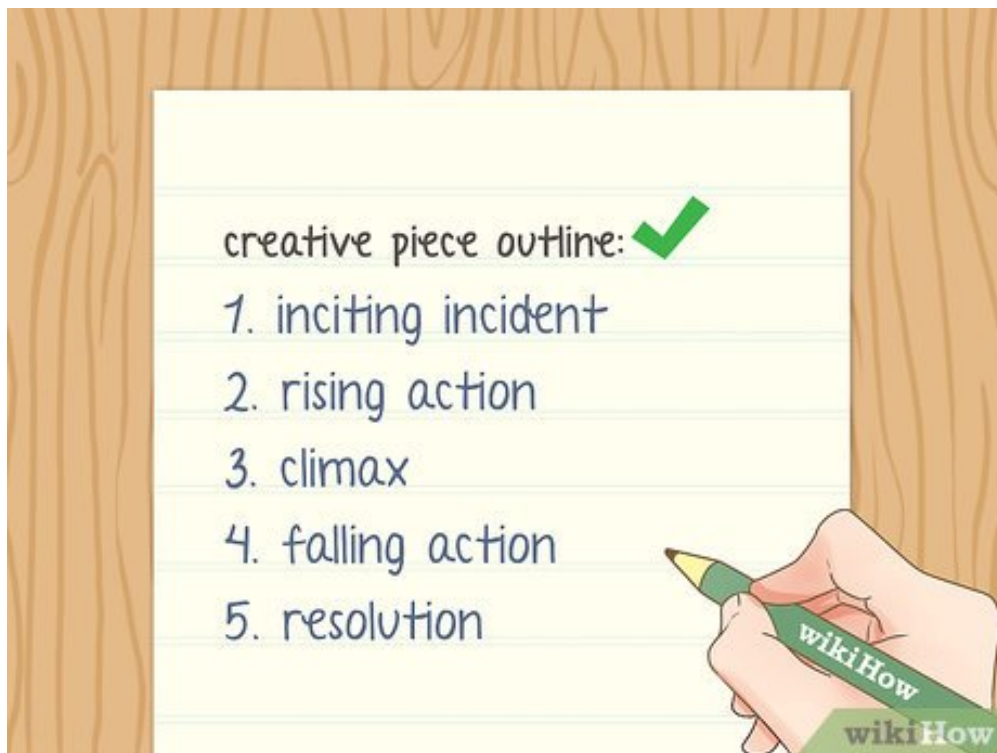 creative piece outline:
1. inciting incident
2. rising action
3. climax
4. falling action
5. resolution
wikiHow
wikiHow